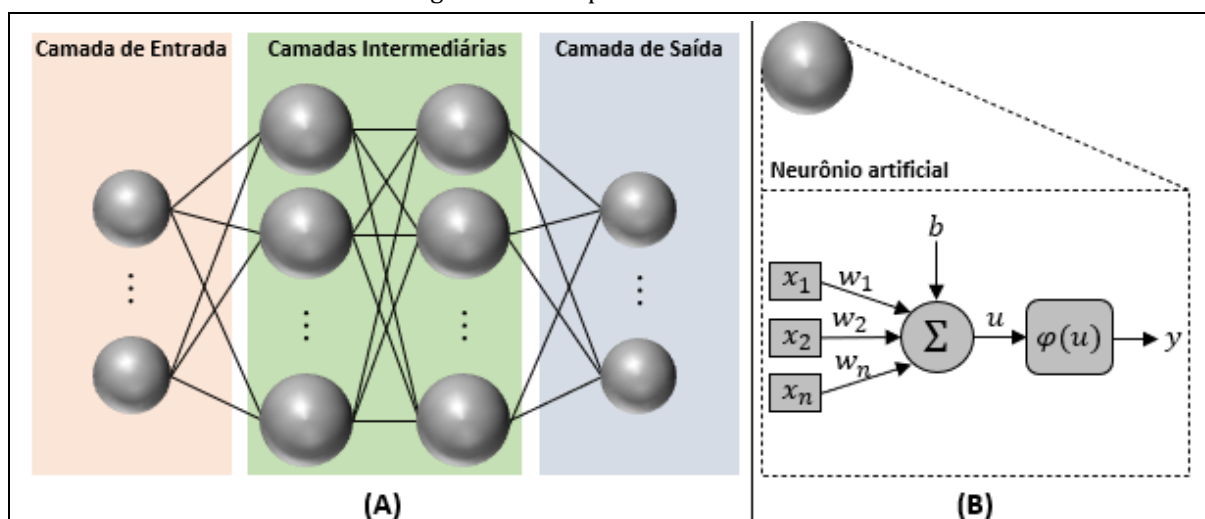 Camada de Entrada
Camadas Intermediárias
Camada de Saída
(A)
Neurônio artificial
b
x₁
w₁
x₂
w₂
xₙ
wₙ
Σ
u
φ(u)
y
(B)